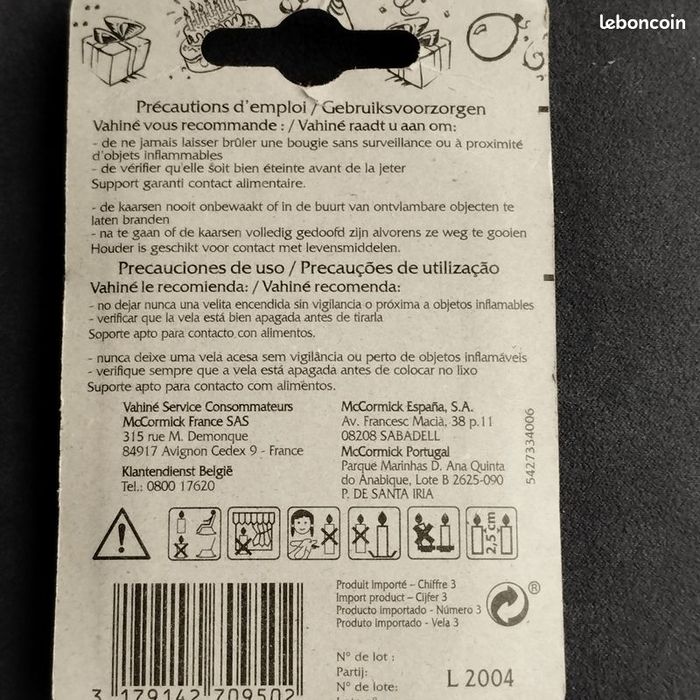 leboncoin
Précautions d'emploi / Gebruiksvoorzorgen
Vahiné vous recommande : / Vahiné raadt u aan om:
- de ne jamais laisser brûler une bougie sans surveillance ou à proximité
d'objets inflammables
- de vérifier qu'elle soit bien éteinte avant de la jeter
Support garanti contact alimentaire.
- de kaarsen nooit onbewaakt of in de buurt van ontvlambare objecten te
laten branden
- na te gaan of de kaarsen volledig gedoofd zijn alvorens ze weg te gooien
Houder is geschikt voor contact met levensmiddelen.
Precauciones de uso / Precauções de utilização
Vahiné le recomienda: / Vahiné recomenda:
- no dejar nunca una velita encendida sin vigilancia o próxima a objetos inflamables
- verificar que la vela está bien apagada antes de tirarla
Soporte apto para contacto con alimentos.
- nunca deixe uma vela acesa sem vigilância ou perto de objetos inflamáveis
- verifique sempre que a vela está apagada antes de colocar no lixo
Suporte apto para contacto com alimentos.
Vahiné Service Consommateurs
McCormick France SAS
315 rue M. Demonque
84917 Avignon Cedex 9 - France
Klantendienst België
Tel.: 0800 17620
McCormick España, S.A.
Av. Francesc Macià, 38 p.11
08208 SABADELL
McCormick Portugal
Parque Marinhas D. Ana Quinta
do Anabique, Lote B 2625-090
P. DE SANTA IRIA
5427334006
2,5 cm
Produit importé – Chiffre 3
Import product – Cijfer 3
Producto importado - Número 3
Produto importado - Vela 3
®
N° de lot :
Partij:
N° de lote:
L 2004
3 179142 709502